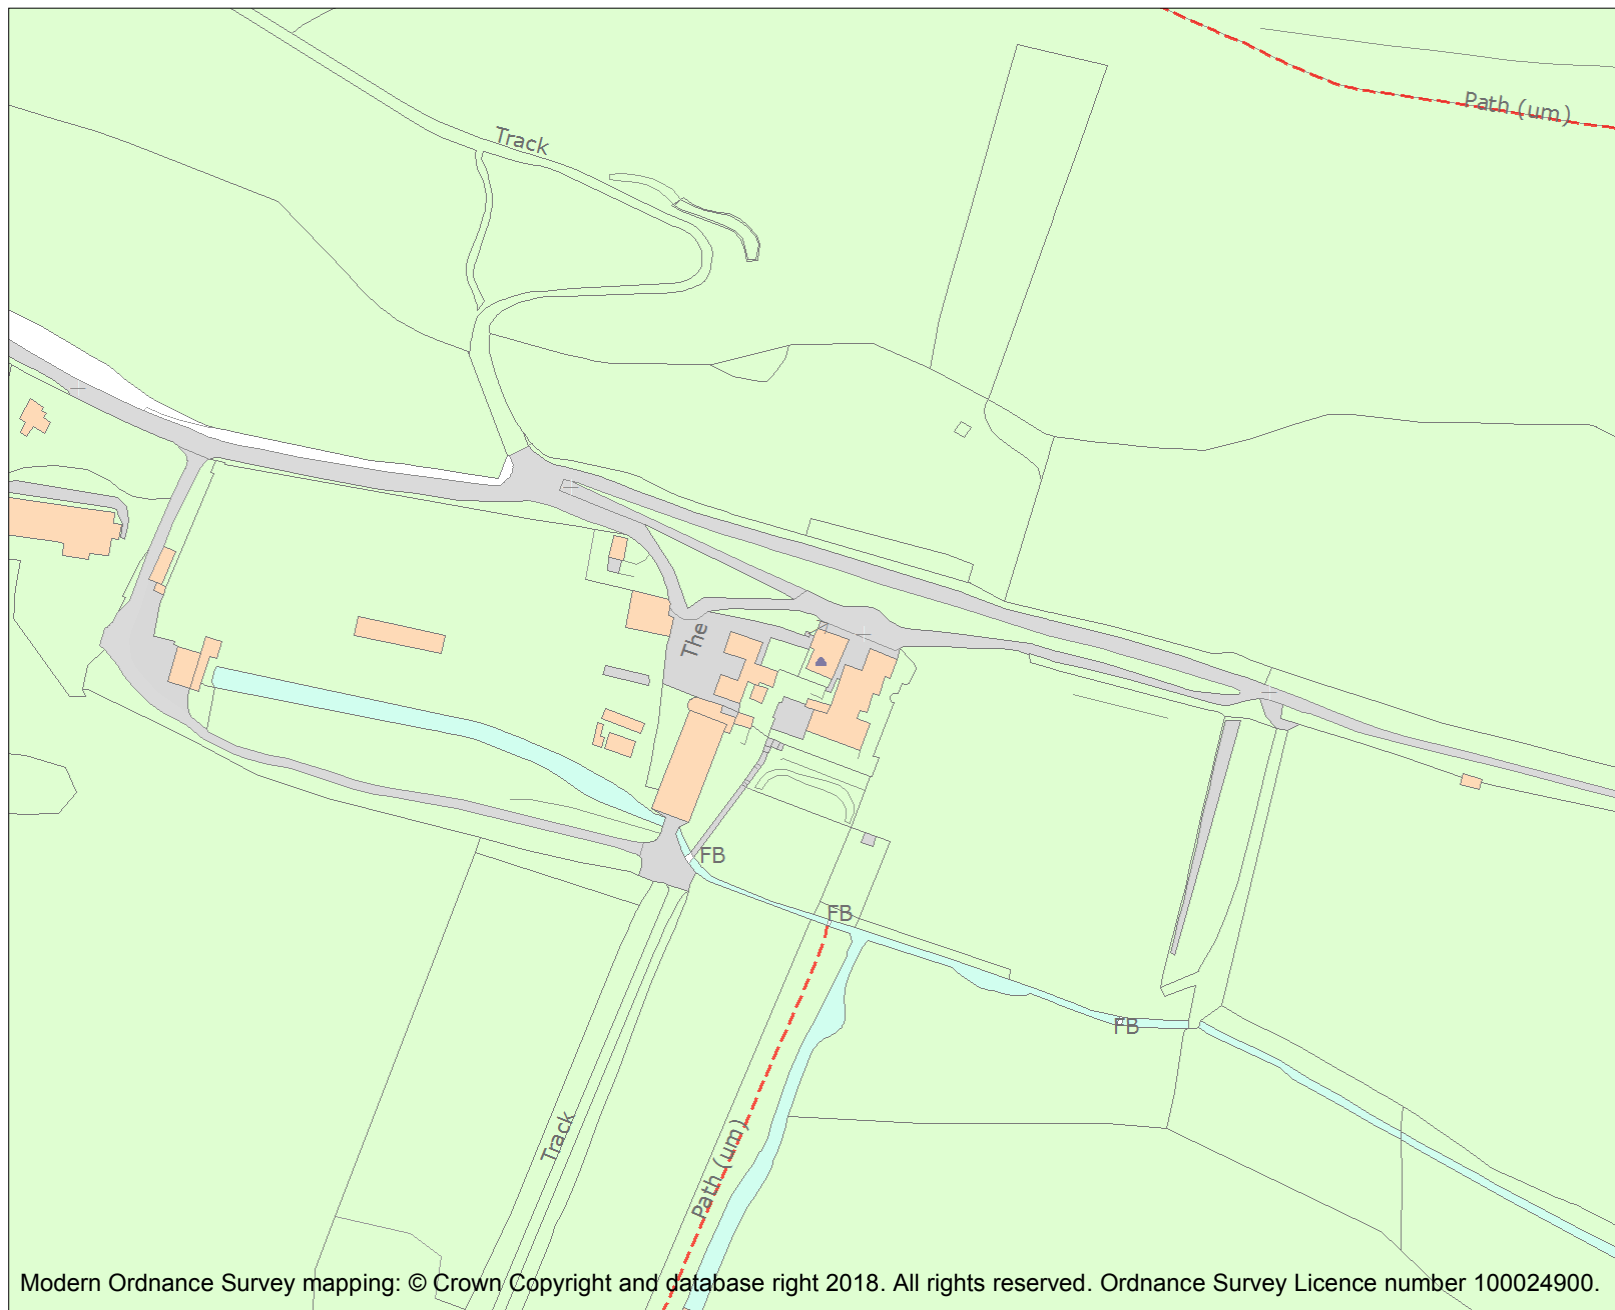 Path (um)
Track
The
FB
FB
FB
Track
Path (um)
Modern Ordnance Survey mapping: © Crown Copyright and database right 2018. All rights reserved. Ordnance Survey Licence number 100024900.